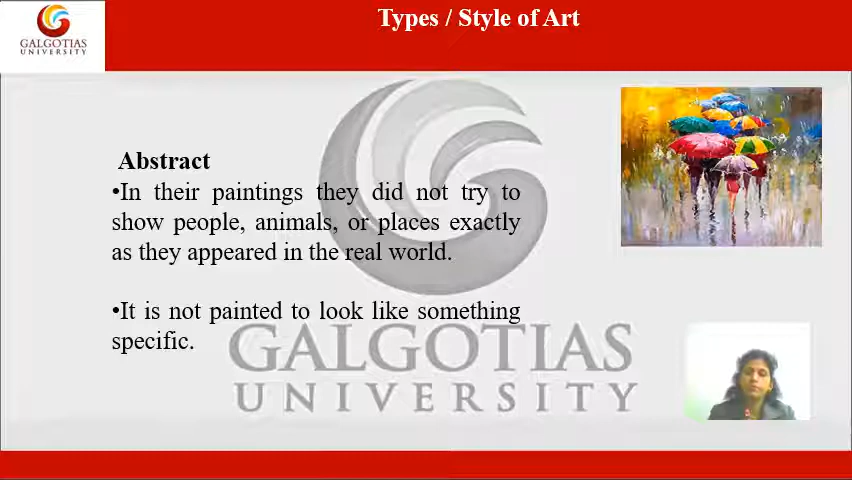 GALGOTIAS
UNIVERSITY
Types / Style of Art
Abstract
•In their paintings they did not try to
show people, animals, or places exactly
as they appeared in the real world.
•It is not painted to look like something
specific.
GALGOTIAS
UNIVERSITY